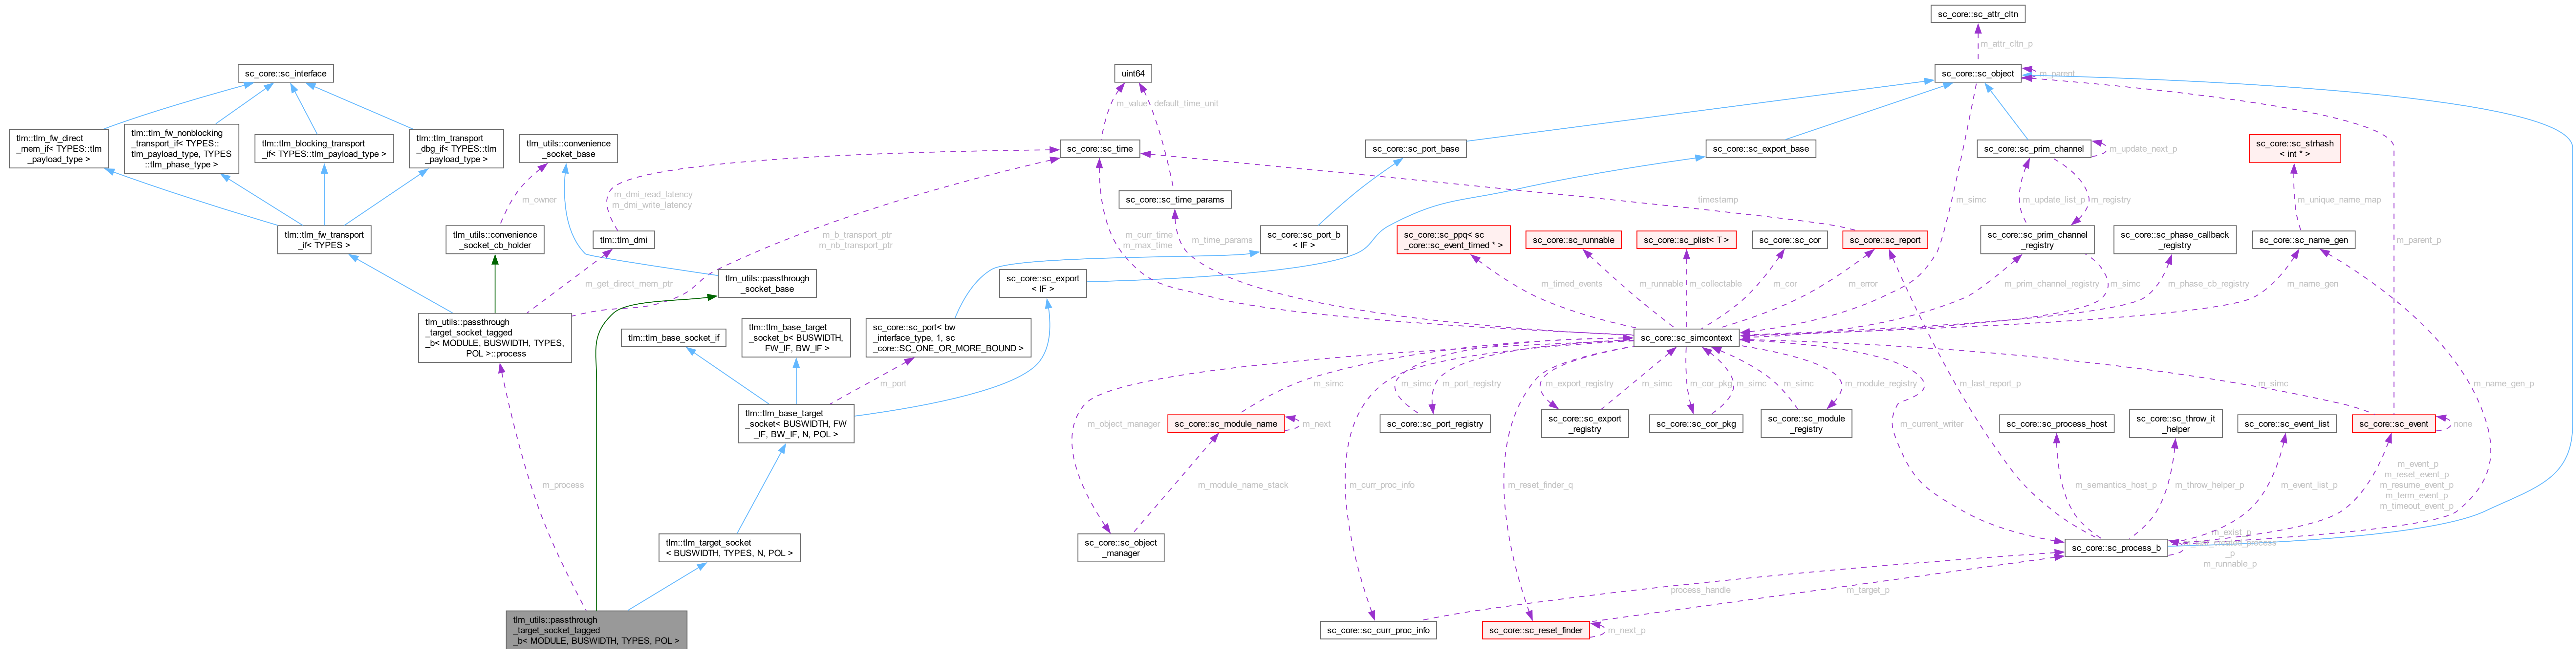 sc_core::sc_attr_cltn
m_attr_cltn_p
sc_core::sc_interface
uint64
sc_core::sc_object
m_parent
m_value
default_time_unit
tlm::tlm_fw_direct
_mem_if< TYPES::tlm
_payload_type >
tlm::tlm_fw_nonblocking
_transport_if< TYPES::
tlm_payload_type, TYPES
::tlm_phase_type >
tlm::tlm_blocking_transport
_if< TYPES::tlm_payload_type >
tlm::tlm_transport
_dbg_if< TYPES::tlm
_payload_type >
tlm_utils::convenience
_socket_base
sc_core::sc_time
sc_core::sc_port_base
sc_core::sc_export_base
sc_core::sc_prim_channel
m_update_next_p
sc_core::sc_strhash
< int * >
m_owner
m_dmi_read_latency
m_dmi_write_latency
sc_core::sc_time_params
timestamp
m_simc
m_update_list_p
m_registry
m_unique_name_map
tlm::tlm_fw_transport
_if< TYPES >
tlm_utils::convenience
_socket_cb_holder
tlm::tlm_dmi
m_b_transport_ptr
m_nb_transport_ptr
m_curr_time
m_max_time
m_time_params
sc_core::sc_port_b
< IF >
sc_core::sc_ppq< sc
_core::sc_event_timed * >
sc_core::sc_runnable
sc_core::sc_plist< T >
sc_core::sc_cor
sc_core::sc_report
sc_core::sc_prim_channel
_registry
sc_core::sc_phase_callback
_registry
sc_core::sc_name_gen
m_parent_p
m_get_direct_mem_ptr
tlm_utils::passthrough
_socket_base
sc_core::sc_export
< IF >
m_timed_events
m_runnable
m_collectable
m_cor
m_error
m_prim_channel_registry
m_simc
m_phase_cb_registry
m_name_gen
tlm_utils::passthrough
_target_socket_tagged
_b< MODULE, BUSWIDTH, TYPES,
POL >::process
tlm::tlm_base_socket_if
tlm::tlm_base_target
_socket_b< BUSWIDTH,
FW_IF, BW_IF >
sc_core::sc_port< bw
_interface_type, 1, sc
_core::SC_ONE_OR_MORE_BOUND >
sc_core::sc_simcontext
m_port
m_simc
m_simc
m_port_registry
m_export_registry
m_simc
m_cor_pkg
m_simc
m_simc
m_module_registry
m_last_report_p
m_simc
m_name_gen_p
tlm::tlm_base_target
_socket< BUSWIDTH, FW
_IF, BW_IF, N, POL >
m_object_manager
sc_core::sc_module_name
m_next
sc_core::sc_port_registry
sc_core::sc_export
_registry
sc_core::sc_cor_pkg
sc_core::sc_module
_registry
m_current_writer
sc_core::sc_process_host
sc_core::sc_throw_it
_helper
sc_core::sc_event_list
sc_core::sc_event
none
m_process
m_module_name_stack
m_curr_proc_info
m_reset_finder_q
m_semantics_host_p
m_throw_helper_p
m_event_list_p
m_event_p
m_reset_event_p
m_resume_event_p
m_term_event_p
m_timeout_event_p
tlm::tlm_target_socket
< BUSWIDTH, TYPES, N, POL >
sc_core::sc_object
_manager
sc_core::sc_process_b
m_exist_p
_p
m_runnable_p
process_handle
m_target_p
tlm_utils::passthrough
_target_socket_tagged
_b< MODULE, BUSWIDTH, TYPES, POL >
sc_core::sc_curr_proc_info
sc_core::sc_reset_finder
m_next_p